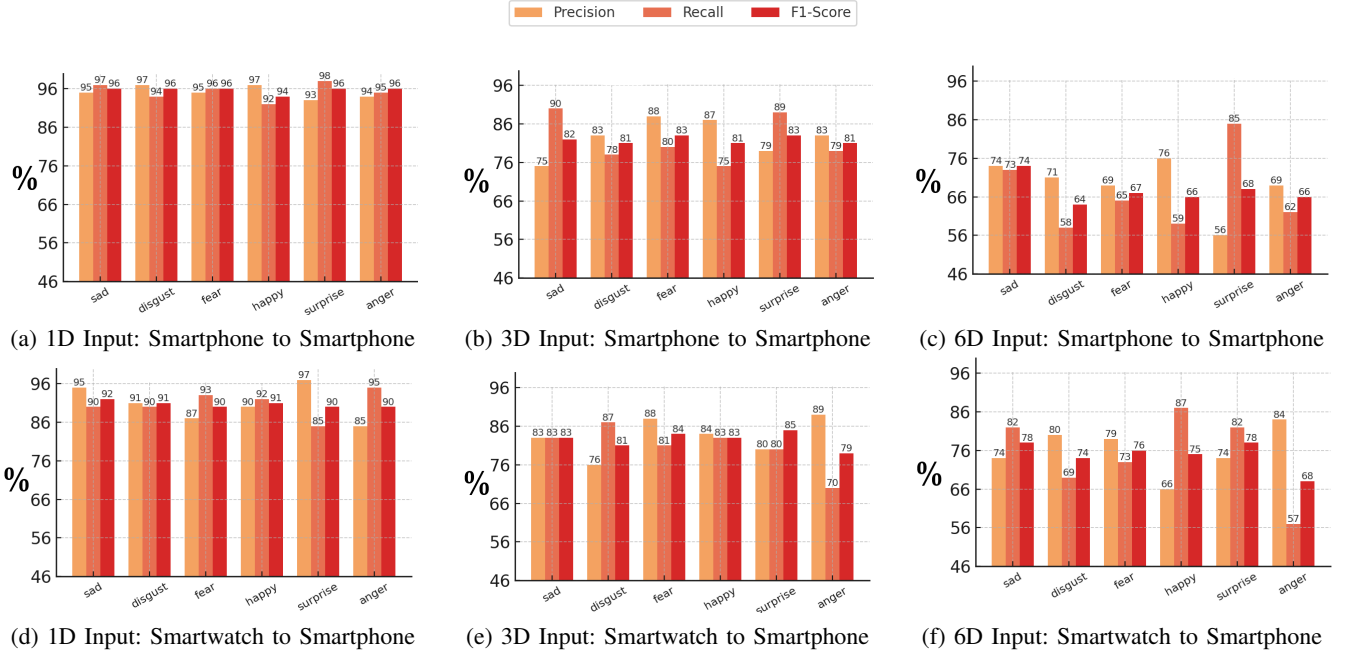 Precision Recall F1-Score
96
86
76
66
56
46
%
95 97 96 97 94 96 95 96 96 97 92 94 93 98 96 94 95 96
sad disgust fear happy surprise anger
(a) 1D Input: Smartphone to Smartphone
96
86
76
66
56
46
%
75 90 82 83 78 81 88 80 83 87 75 81 79 89 83 83 79 81
sad disgust fear happy surprise anger
(b) 3D Input: Smartphone to Smartphone
96
86
76
66
56
46
%
74 73 74 71 58 64 69 65 67 76 59 66 56 85 68 69 62 66
sad disgust fear happy surprise anger
(c) 6D Input: Smartphone to Smartphone
96
86
76
66
56
46
%
95 90 92 91 90 91 87 93 90 90 92 91 97 85 90 85 95 90
sad disgust fear happy surprise anger
(d) 1D Input: Smartwatch to Smartphone
96
86
76
66
56
46
%
83 83 83 76 87 81 88 81 84 84 83 83 80 80 85 89 70 79
sad disgust fear happy surprise anger
(e) 3D Input: Smartwatch to Smartphone
96
86
76
66
56
46
%
74 82 78 80 69 74 79 73 76 66 87 75 74 82 78 84 57 68
sad disgust fear happy surprise anger
(f) 6D Input: Smartwatch to Smartphone